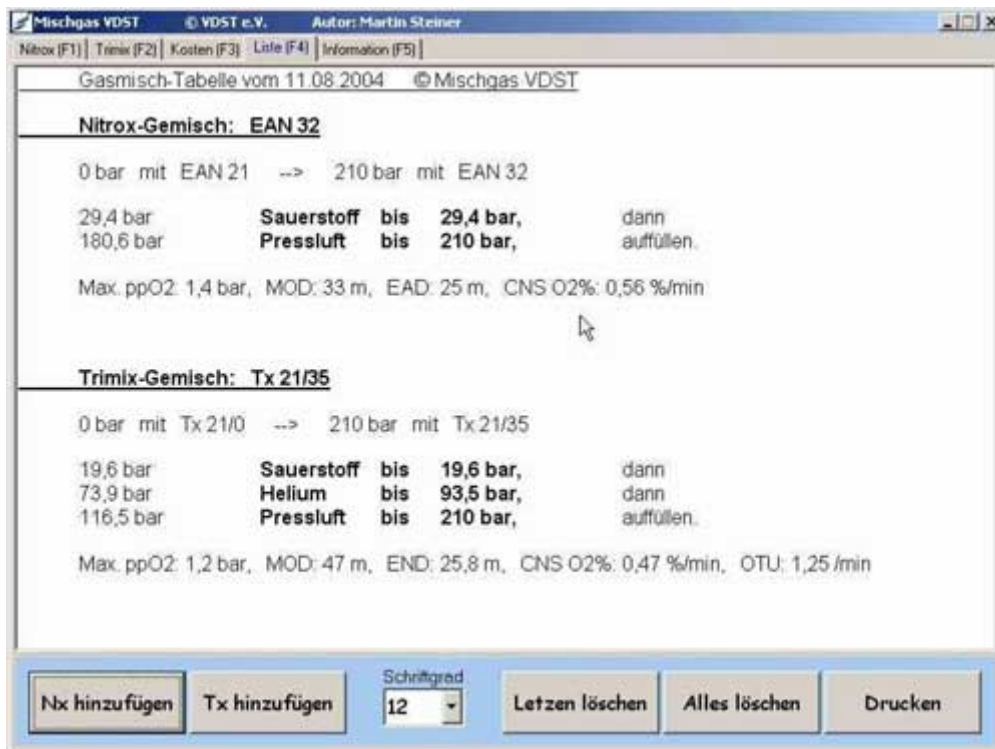 Mischgas VDST © VDST e.V. Autor: Martin Steiner
Nitrox (F1) Trimix (F2) Kosten (F3) Liste (F4) Information (F5)
Gasmisch-Tabelle vom 11.08.2004 © Mischgas VDST
Nitrox-Gemisch: EAN 32
0 bar mit EAN 21 --> 210 bar mit EAN 32
29,4 bar Sauerstoff bis 29,4 bar, dann
180,6 bar Pressluft bis 210 bar, auffüllen.
Max. ppO2: 1,4 bar, MOD: 33 m, EAD: 25 m, CNS O2%: 0,56 %/min
Trimix-Gemisch: Tx 21/35
0 bar mit Tx 21/0 --> 210 bar mit Tx 21/35
19,6 bar Sauerstoff bis 19,6 bar, dann
73,9 bar Helium bis 93,5 bar, dann
116,5 bar Pressluft bis 210 bar, auffüllen.
Max. ppO2: 1,2 bar, MOD: 47 m, END: 25,8 m, CNS O2%: 0,47 %/min, OTU: 1,25 /min
Schriftgrad
Nx hinzufügen Tx hinzufügen 12 Letzen löschen Alles löschen Drucken